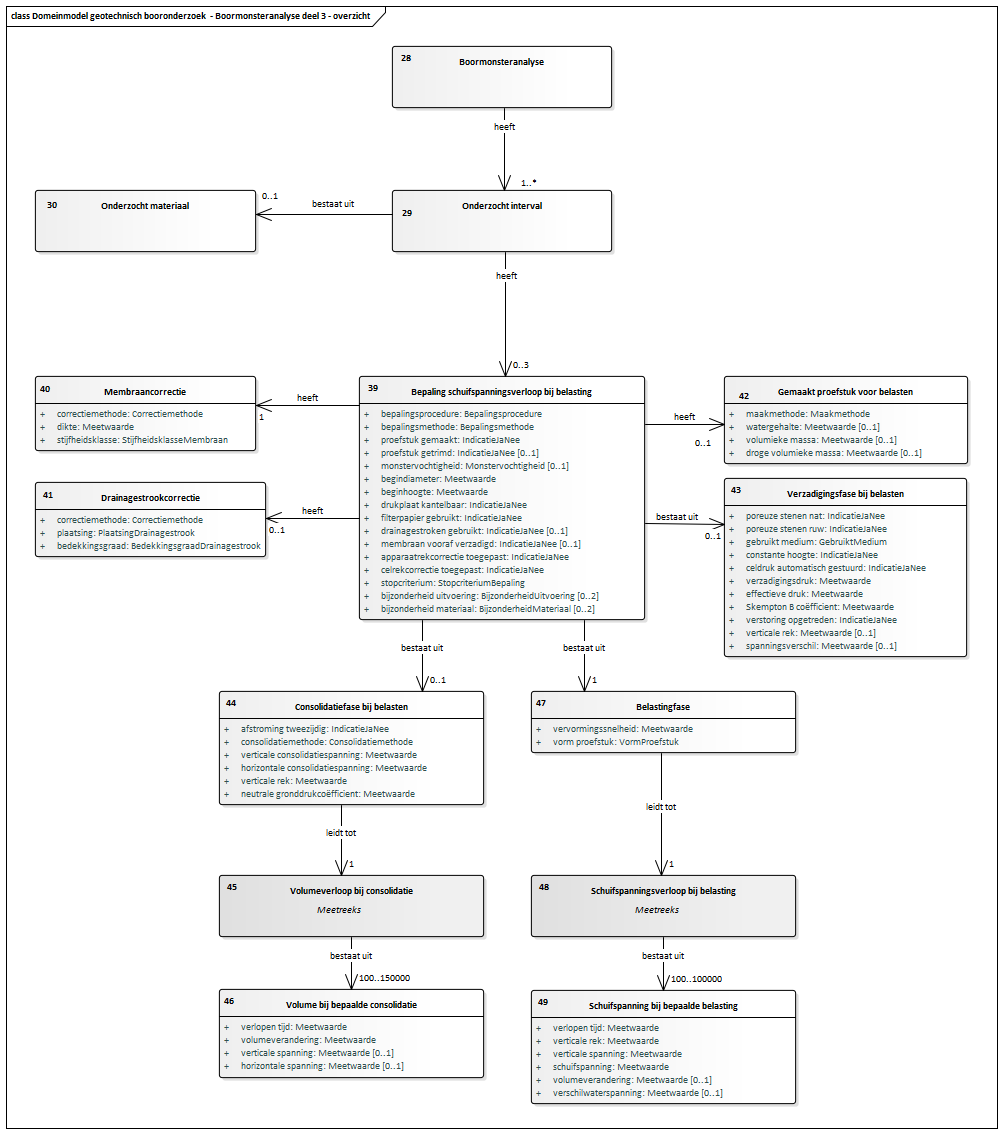 class Domeinmodel geotechnisch booronderzoek - Boormonsteranalyse deel 3 - overzicht
28
Boormonsteranalyse
heeft
1..*
30
Onderzocht materiaal
0..1
bestaat uit
29
Onderzocht interval
heeft
0..3
40
Membraancorrectie
+ correctiemethode: Correctiemethode
+ dikte: Meetwaarde
+ stijfheidsklasse: StijfheidsklasseMembraan
heeft
1
41
Drainagestrookcorrectie
+ correctiemethode: Correctiemethode
+ plaatsing: PlaatsingDrainagestrook
+ bedekkingsgraad: BedekkingsgraadDrainagestrook
heeft
0..1
39
Bepaling schuifspanningsverloop bij belasting
+ bepalingsprocedure: Bepalingsprocedure
+ bepalingsmethode: Bepalingsmethode
+ proefstuk gemaakt: IndicatieJaNee
+ proefstuk getrimd: IndicatieJaNee [0..1]
+ monstervochtigheid: Monstervochtigheid [0..1]
+ begindiameter: Meetwaarde
+ beginhoogte: Meetwaarde
+ drukplaat kantelbaar: IndicatieJaNee
+ filterpapier gebruikt: IndicatieJaNee
+ drainagestroken gebruikt: IndicatieJaNee [0..1]
+ membraan vooraf verzadigd: IndicatieJaNee [0..1]
+ apparaatrekcorrectie toegepast: IndicatieJaNee
+ celrekcorrectie toegepast: IndicatieJaNee
+ stopcriterium: StopcriteriumBepaling
+ bijzonderheid uitvoering: BijzonderheidUitvoering [0..2]
+ bijzonderheid materiaal: BijzonderheidMateriaal [0..2]
heeft
0..1
42
Gemaakt proefstuk voor belasten
+ maakmethode: Maakmethode
+ watergehalte: Meetwaarde [0..1]
+ volumieke massa: Meetwaarde [0..1]
+ droge volumieke massa: Meetwaarde [0..1]
bestaat uit
0..1
43
Verzadigingsfase bij belasten
+ poreuze stenen nat: IndicatieJaNee
+ poreuze stenen ruw: IndicatieJaNee
+ gebruikt medium: GebruiktMedium
+ constante hoogte: IndicatieJaNee
+ celdruk automatisch gestuurd: IndicatieJaNee
+ verzadigingsdruk: Meetwaarde
+ effectieve druk: Meetwaarde
+ Skempton B coëfficient: Meetwaarde
+ verstoring opgetreden: IndicatieJaNee
+ verticale rek: Meetwaarde [0..1]
+ spanningsverschil: Meetwaarde [0..1]
bestaat uit
0..1
bestaat uit
1
44
Consolidatiefase bij belasten
+ afstroming tweezijdig: IndicatieJaNee
+ consolidatiemethode: Consolidatiemethode
+ verticale consolidatiespanning: Meetwaarde
+ horizontale consolidatiespanning: Meetwaarde
+ verticale rek: Meetwaarde
+ neutrale gronddrukcoëfficient: Meetwaarde
47
Belastingfase
+ vervormingssnelheid: Meetwaarde
+ vorm proefstuk: VormProefstuk
leidt tot
1
leidt tot
1
45
Volumeverloop bij consolidatie
Meetreeks
48
Schuifspanningsverloop bij belasting
Meetreeks
bestaat uit
100..150000
bestaat uit
100..100000
46
Volume bij bepaalde consolidatie
+ verlopen tijd: Meetwaarde
+ volumeverandering: Meetwaarde
+ verticale spanning: Meetwaarde [0..1]
+ horizontale spanning: Meetwaarde [0..1]
49
Schuifspanning bij bepaalde belasting
+ verlopen tijd: Meetwaarde
+ verticale rek: Meetwaarde
+ verticale spanning: Meetwaarde
+ schuifspanning: Meetwaarde
+ volumeverandering: Meetwaarde [0..1]
+ verschilwaterspanning: Meetwaarde [0..1]